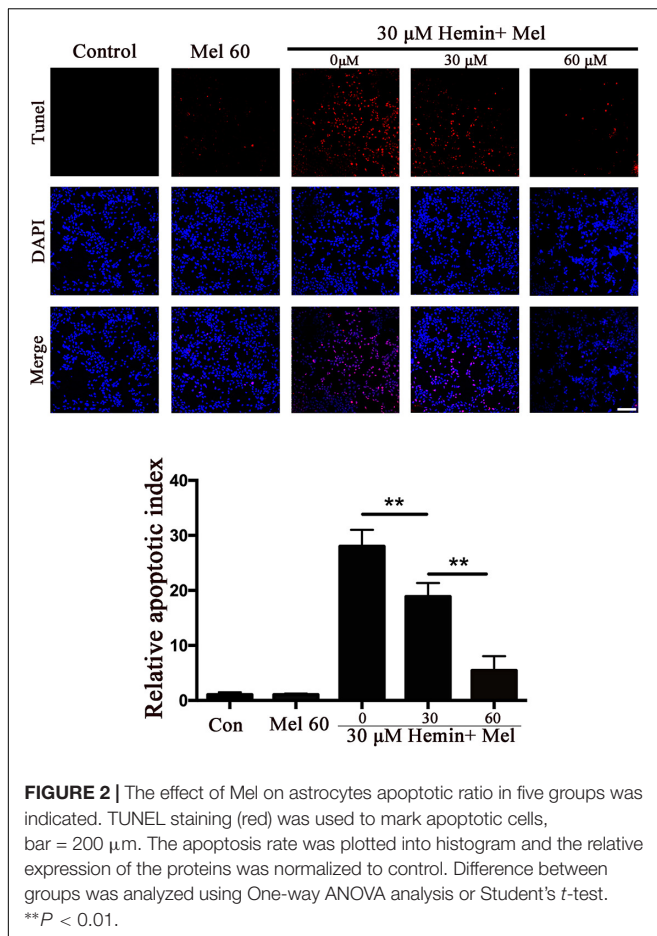 30 μM Hemin+ Mel
Control Mel 60 0μM 30 μM 60 μM
Tunel
DAPI
Merge
Relative apoptotic index
40
30
20
10
0
** **
Con Mel 60 0 30 60
30 μM Hemin+ Mel
FIGURE 2 | The effect of Mel on astrocytes apoptotic ratio in five groups was
indicated. TUNEL staining (red) was used to mark apoptotic cells,
bar = 200 μm. The apoptosis rate was plotted into histogram and the relative
expression of the proteins was normalized to control. Difference between
groups was analyzed using One-way ANOVA analysis or Student's t-test.
**P < 0.01.